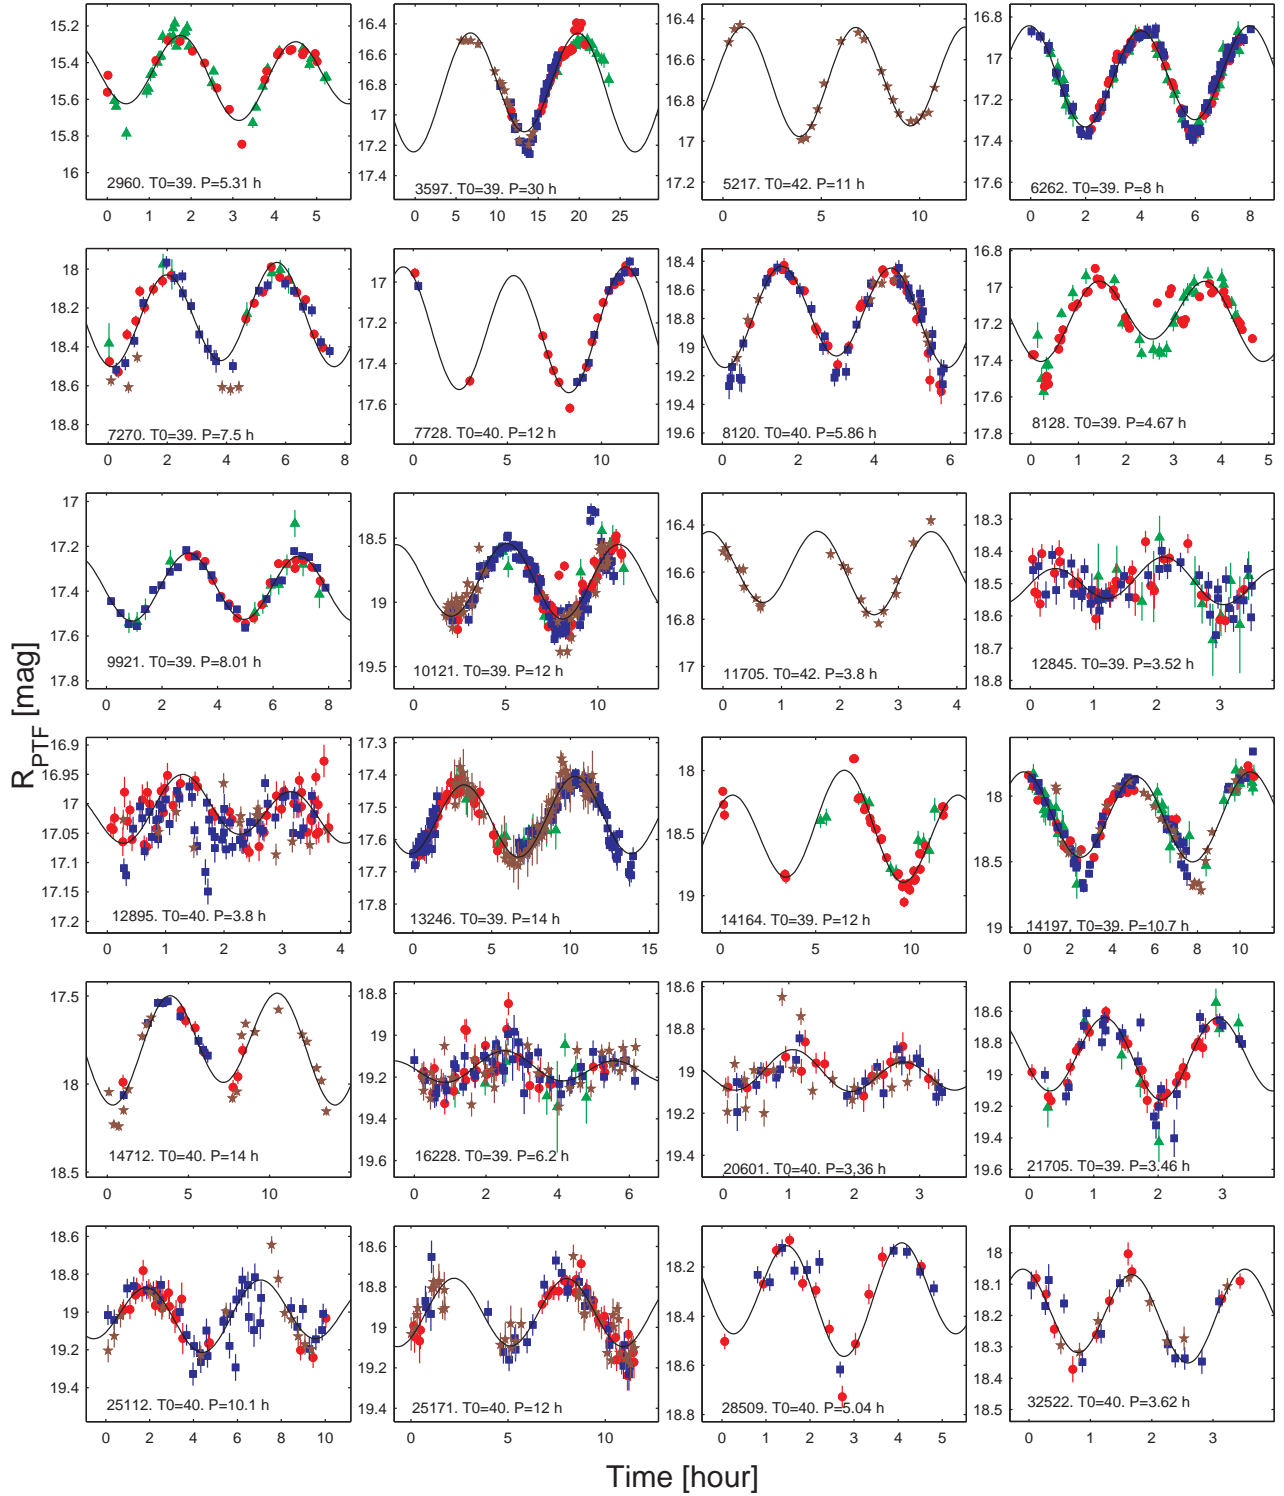 15.2
15.4
15.6
15.8
16
2960. T0=39. P=5.31 h
0 1 2 3 4 5
16.4
16.6
16.8
17
17.2
17.4
3597. T0=39. P=30 h
0 5 10 15 20 25
16.4
16.6
16.8
17
17.2
5217. T0=42. P=11 h
0 5 10
16.8
17
17.2
17.4
17.6
6262. T0=39. P=8 h
0 2 4 6 8
18
18.2
18.4
18.6
18.8
7270. T0=39. P=7.5 h
0 2 4 6 8
17
17.2
17.4
17.6
7728. T0=40. P=12 h
0 5 10
18.4
18.6
18.8
19
19.2
19.4
19.6
8120. T0=40. P=5.86 h
0 2 4 6
16.8
17
17.2
17.4
17.6
17.8
8128. T0=39. P=4.67 h
0 1 2 3 4 5
17
17.2
17.4
17.6
17.8
9921. T0=39. P=8.01 h
0 2 4 6 8
18.5
19
19.5
10121. T0=39. P=12 h
0 5 10
16.4
16.6
16.8
17
11705. T0=42. P=3.8 h
0 1 2 3 4
18.3
18.4
18.5
18.6
18.7
18.8
12845. T0=39. P=3.52 h
0 1 2 3
R_PTF [mag]
16.9
16.95
17
17.05
17.1
17.15
17.2
12895. T0=40. P=3.8 h
0 1 2 3 4
17.3
17.4
17.5
17.6
17.7
17.8
13246. T0=39. P=14 h
0 5 10 15
18
18.5
19
14164. T0=39. P=12 h
0 5 10
18
18.5
19
14197. T0=39. P=10.7 h
0 2 4 6 8 10
17.5
18
18.5
14712. T0=40. P=14 h
0 5 10
18.8
19
19.2
19.4
19.6
16228. T0=39. P=6.2 h
0 2 4 6
18.6
18.8
19
19.2
19.4
20601. T0=40. P=3.36 h
0 1 2 3
18.6
18.8
19
19.2
19.4
19.6
21705. T0=39. P=3.46 h
0 1 2 3
18.6
18.8
19
19.2
19.4
25112. T0=40. P=10.1 h
0 2 4 6 8 10
18.6
18.8
19
19.2
19.4
25171. T0=40. P=12 h
0 5 10
18.2
18.4
18.6
18.8
28509. T0=40. P=5.04 h
0 1 2 3 4 5
18
18.1
18.2
18.3
18.4
18.5
32522. T0=40. P=3.62 h
0 1 2 3
Time [hour]